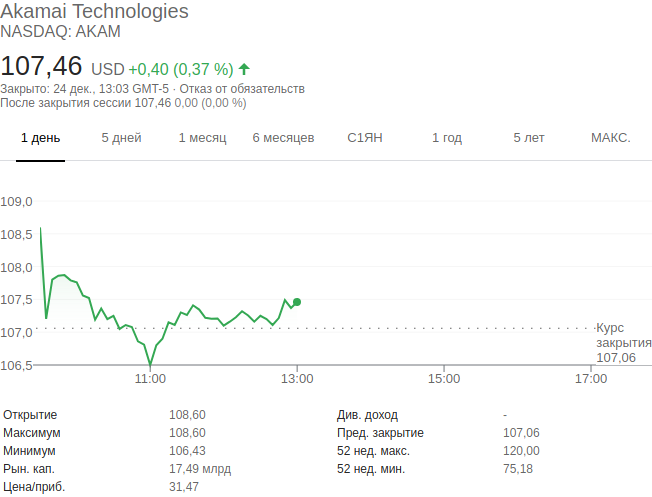 Akamai Technologies
NASDAQ: AKAM
107,46 USD +0,40 (0,37 %)
Закрыто: 24 дек., 13:03 GMT-5 · Отказ от обязательств
После закрытия сессии 107,46 0,00 (0,00 %)
1 день 5 дней 1 месяц 6 месяцев С1ЯН 1 год 5 лет МАКС.
109,0
108,5
108,0
107,5
107,0
106,5
Курс
закрытия
107,06
11:00 13:00 15:00 17:00
Открытие 108,60 Див. доход -
Максимум 108,60 Пред. закрытие 107,06
Минимум 106,43 52 нед. макс. 120,00
Рын. кап. 17,49 млрд 52 нед. мин. 75,18
Цена/приб. 31,47